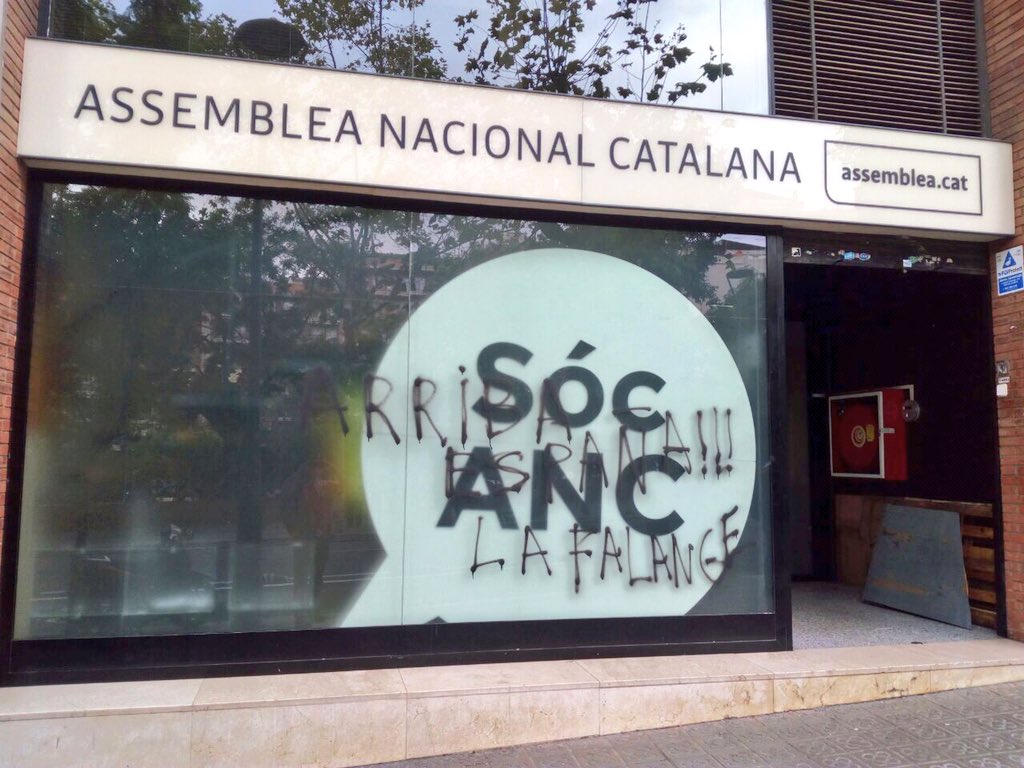 ASSEMBLEA NACIONAL CATALANA
assemblea.cat
Sóc
ANC
ARRIBA
ESPAÑA!!!
LA FALANGE